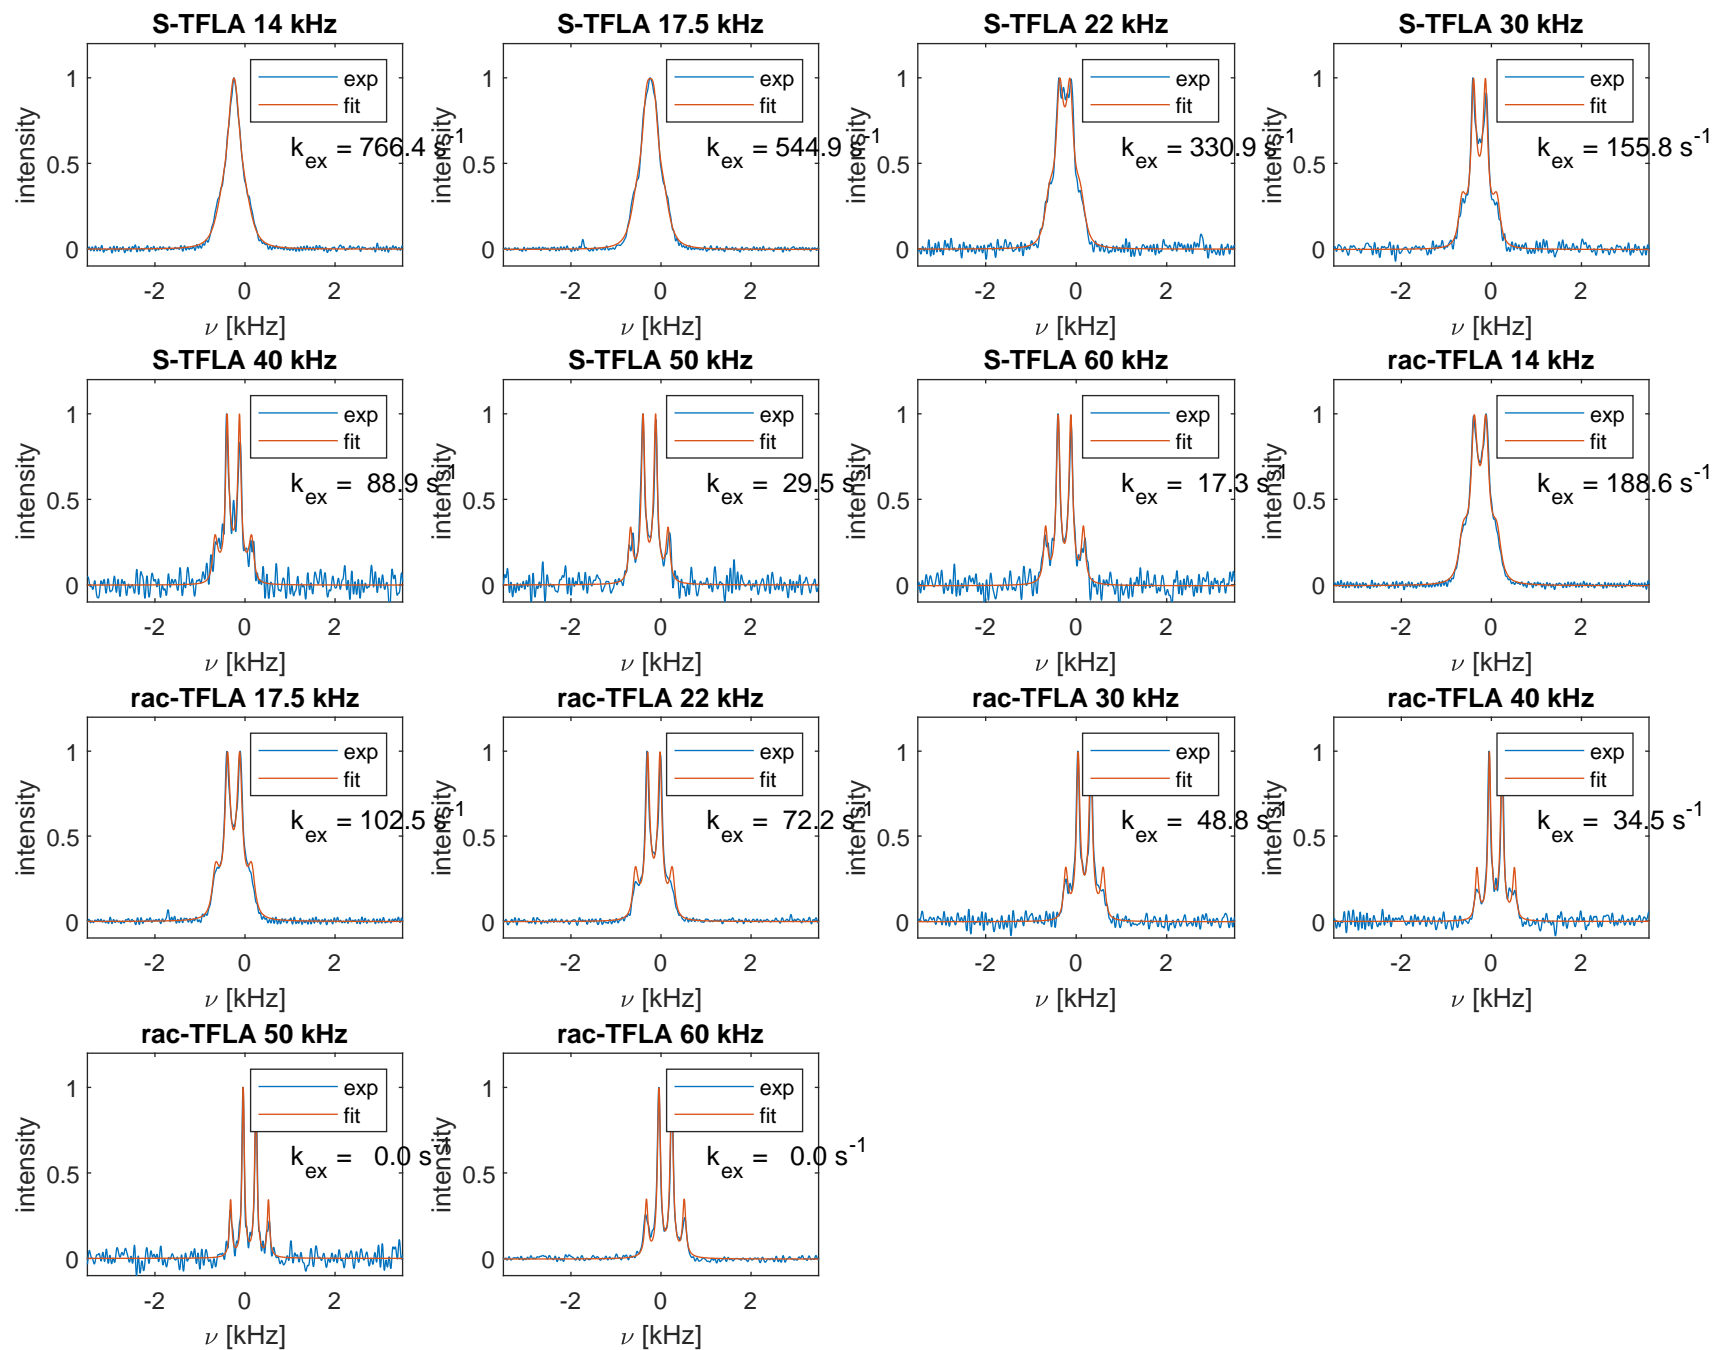 S-TFLA 14 kHz
intensity
1
0.5
0
exp
fit
k_ex = 766.4 s^-1
-2 0 2
ν [kHz]
S-TFLA 17.5 kHz
intensity
1
0.5
0
exp
fit
k_ex = 544.9 s^-1
-2 0 2
ν [kHz]
S-TFLA 22 kHz
intensity
1
0.5
0
exp
fit
k_ex = 330.9 s^-1
-2 0 2
ν [kHz]
S-TFLA 30 kHz
intensity
1
0.5
0
exp
fit
k_ex = 155.8 s^-1
-2 0 2
ν [kHz]
S-TFLA 40 kHz
intensity
1
0.5
0
exp
fit
k_ex = 88.9 s^-1
-2 0 2
ν [kHz]
S-TFLA 50 kHz
intensity
1
0.5
0
exp
fit
k_ex = 29.5 s^-1
-2 0 2
ν [kHz]
S-TFLA 60 kHz
intensity
1
0.5
0
exp
fit
k_ex = 17.3 s^-1
-2 0 2
ν [kHz]
rac-TFLA 14 kHz
intensity
1
0.5
0
exp
fit
k_ex = 188.6 s^-1
-2 0 2
ν [kHz]
rac-TFLA 17.5 kHz
intensity
1
0.5
0
exp
fit
k_ex = 102.5 s^-1
-2 0 2
ν [kHz]
rac-TFLA 22 kHz
intensity
1
0.5
0
exp
fit
k_ex = 72.2 s^-1
-2 0 2
ν [kHz]
rac-TFLA 30 kHz
intensity
1
0.5
0
exp
fit
k_ex = 48.8 s^-1
-2 0 2
ν [kHz]
rac-TFLA 40 kHz
intensity
1
0.5
0
exp
fit
k_ex = 34.5 s^-1
-2 0 2
ν [kHz]
rac-TFLA 50 kHz
intensity
1
0.5
0
exp
fit
k_ex = 0.0 s^-1
-2 0 2
ν [kHz]
rac-TFLA 60 kHz
intensity
1
0.5
0
exp
fit
k_ex = 0.0 s^-1
-2 0 2
ν [kHz]